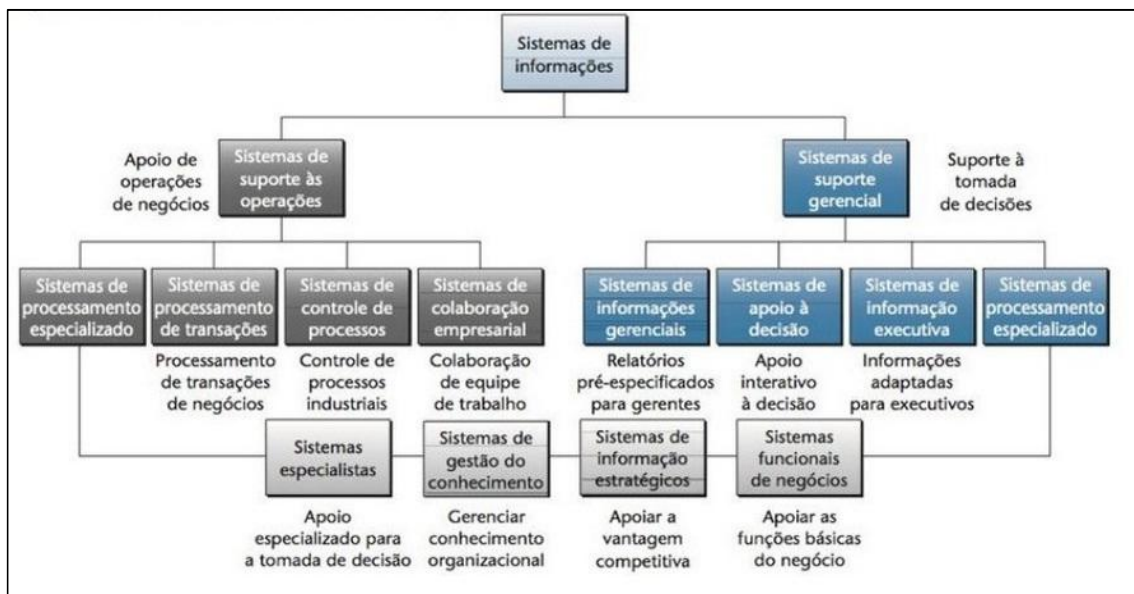 Sistemas de
informações
Apoio de
operações
de negócios
Sistemas de
suporte às
operações
Sistemas de
suporte
gerencial
Suporte à
tomada
de decisões
Sistemas de
processamento
especializado
Sistemas de
processamento
de transações
Sistemas de
controle de
processos
Sistemas de
colaboração
empresarial
Sistemas de
informações
gerenciais
Sistemas de
apoio à
decisão
Sistemas de
informação
executiva
Sistemas de
processamento
especializado
Processamento
de transações
de negócios
Controle de
processos
industriais
Colaboração
de equipe
de trabalho
Relatórios
pré-especificados
para gerentes
Apoio
interativo
à decisão
Informações
adaptadas
para executivos
Sistemas
especialistas
Sistemas de
gestão do
conhecimento
Sistemas de
informação
estratégicos
Sistemas
funcionais
de negócios
Apoio
especializado para
a tomada de decisão
Gerenciar
conhecimento
organizacional
Apoiar a
vantagem
competitiva
Apoiar as
funções básicas
do negócio